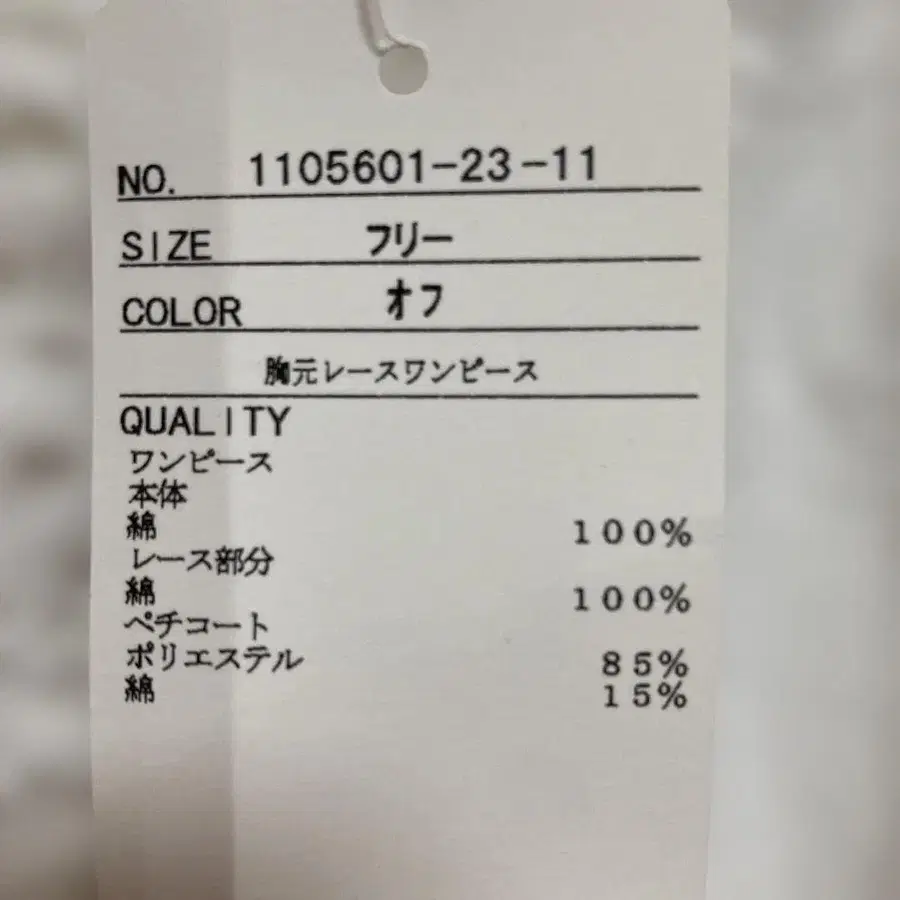 NO. 1105601-23-11
SIZE フリー
COLOR オフ
胸元レースワンピース
QUALITY
ワンピース
本体
綿 100%
レース部分
綿 100%
ペチコート
ポリエステル 85%
綿 15%